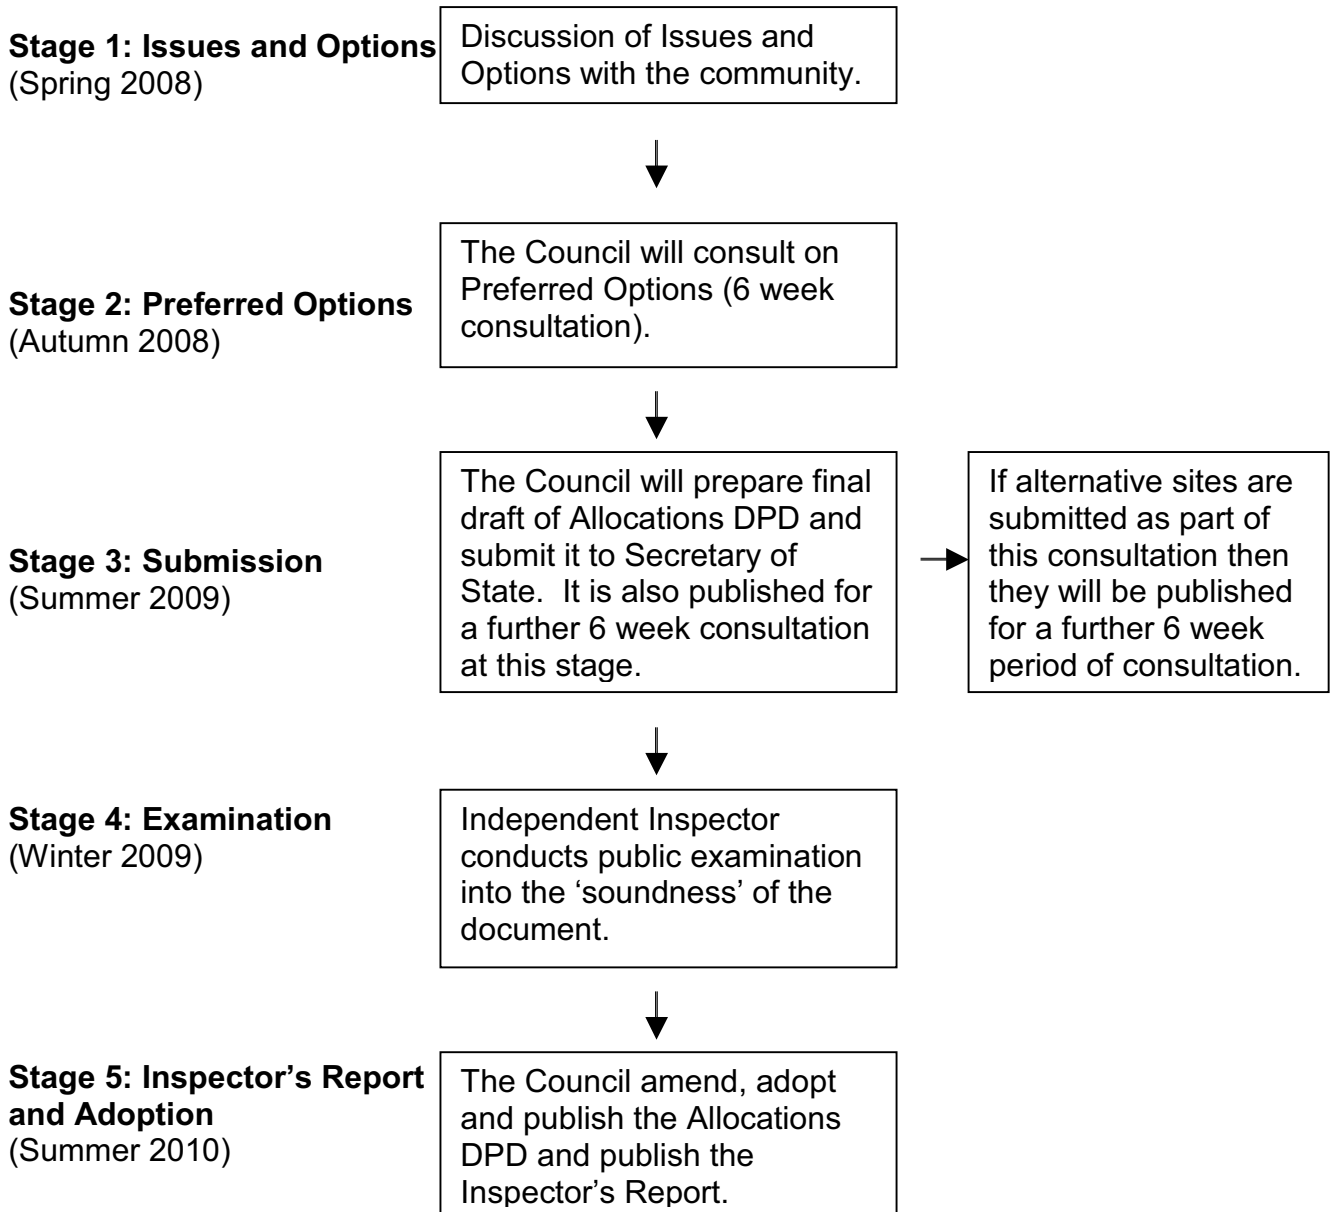 Stage 1: Issues and Options
(Spring 2008)
Discussion of Issues and
Options with the community.
Stage 2: Preferred Options
(Autumn 2008)
The Council will consult on
Preferred Options (6 week
consultation).
Stage 3: Submission
(Summer 2009)
The Council will prepare final
draft of Allocations DPD and
submit it to Secretary of
State.  It is also published for
a further 6 week consultation
at this stage.
If alternative sites are
submitted as part of
this consultation then
they will be published
for a further 6 week
period of consultation.
Stage 4: Examination
(Winter 2009)
Independent Inspector
conducts public examination
into the ‘soundness’ of the
document.
Stage 5: Inspector’s Report
and Adoption
(Summer 2010)
The Council amend, adopt
and publish the Allocations
DPD and publish the
Inspector’s Report.